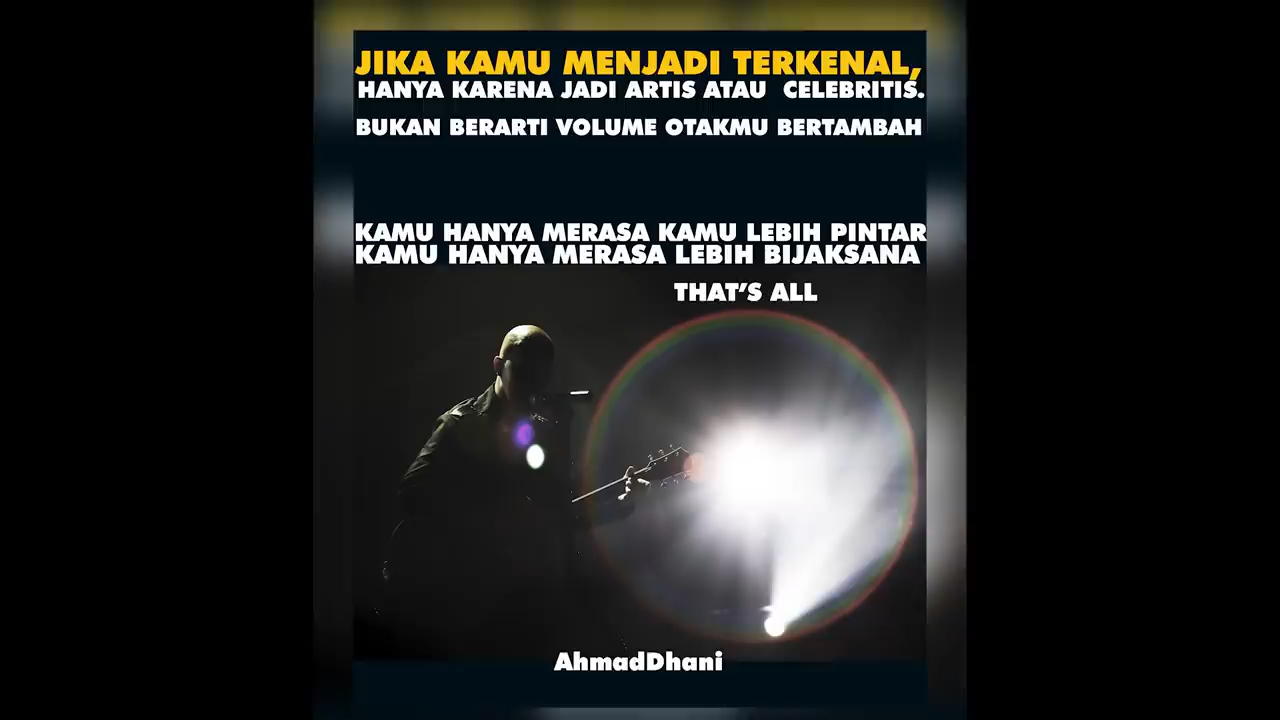 JIKA KAMU MENJADI TERKENAL,
HANYA KARENA JADI ARTIS ATAU CELEBRITIS.
BUKAN BERARTI VOLUME OTAKMU BERTAMBAH
KAMU HANYA MERASA KAMU LEBIH PINTAR
KAMU HANYA MERASA LEBIH BIJAKSANA
THAT'S ALL
AhmadDhani